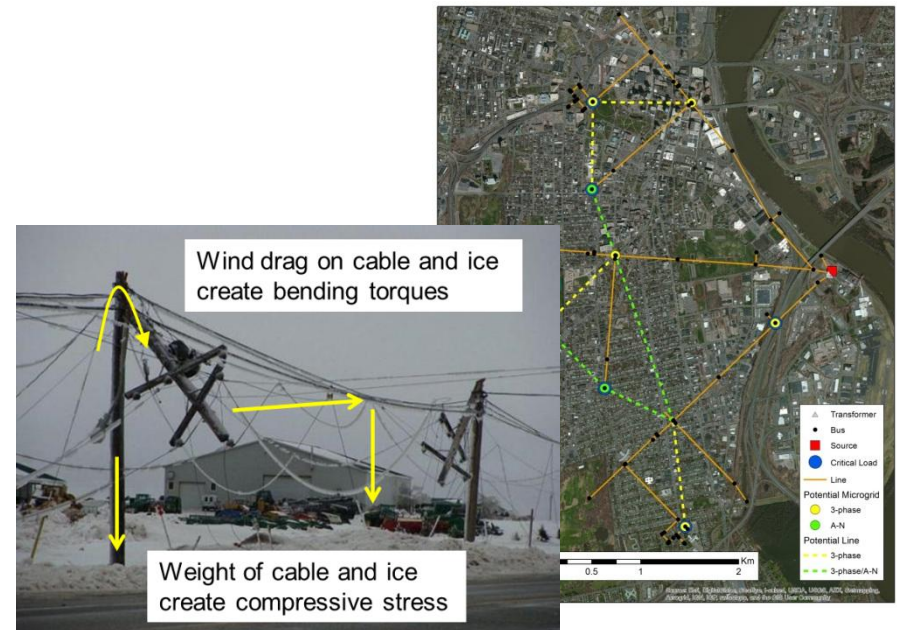 Wind drag on cable and ice
create bending torques
Weight of cable and ice
create compressive stress
Transformer
Bus
Source
Critical Load
Line
Potential Microgrid
3-phase
A-N
Potential Line
3-phase
3-phase/A-N
0.5
1
2
Km